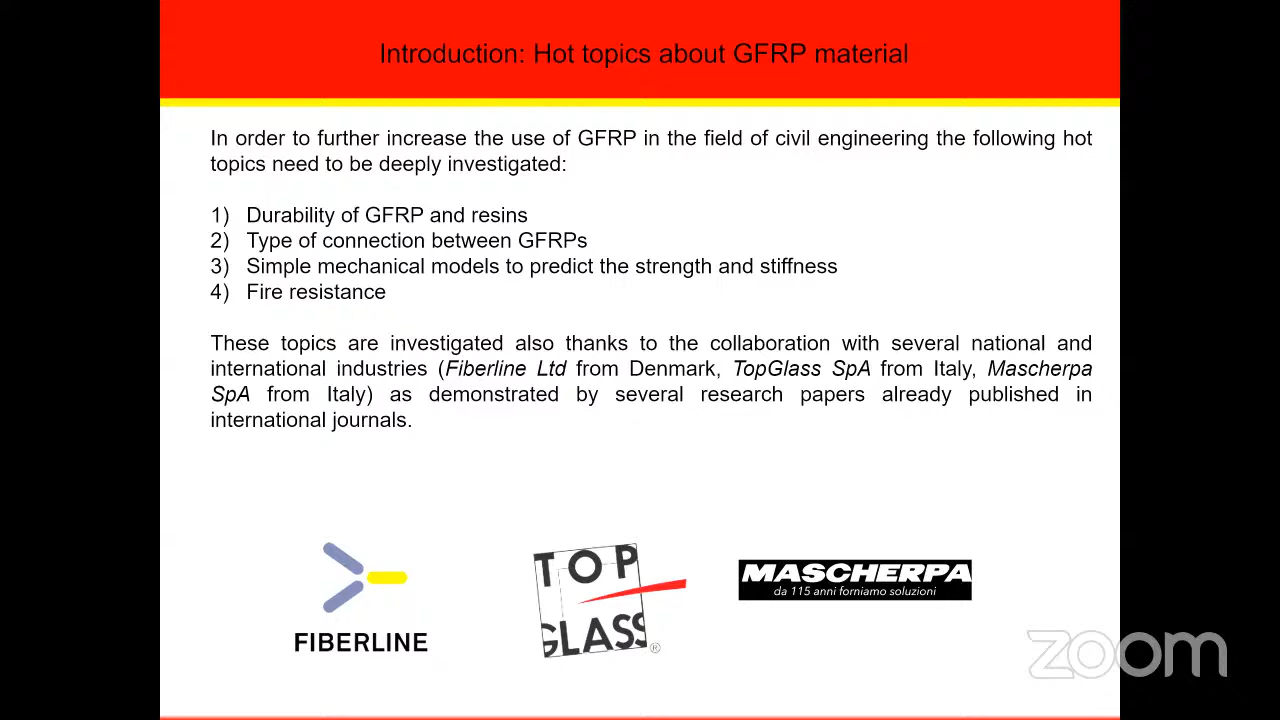 Introduction: Hot topics about GFRP material
In order to further increase the use of GFRP in the field of civil engineering the following hot
topics need to be deeply investigated:
1) Durability of GFRP and resins
2) Type of connection between GFRPs
3) Simple mechanical models to predict the strength and stiffness
4) Fire resistance
These topics are investigated also thanks to the collaboration with several national and
international industries (Fiberline Ltd from Denmark, TopGlass SpA from Italy, Mascherpa
SpA from Italy) as demonstrated by several research papers already published in
international journals.
FIBERLINE
TOP
GLASS
®
MASCHERPA
da 115 anni forniamo soluzioni
zoom